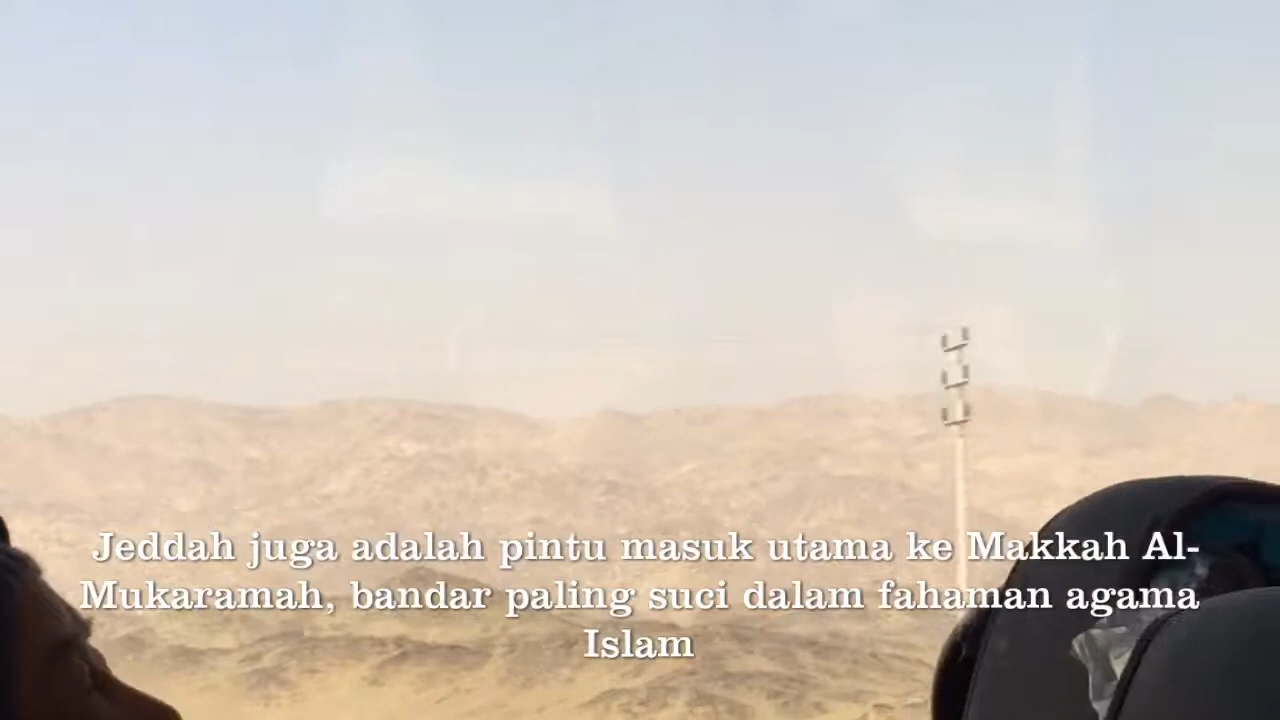 Jeddah juga adalah pintu masuk utama ke Makkah Al-
Mukaramah, bandar paling suci dalam fahaman agama
Islam